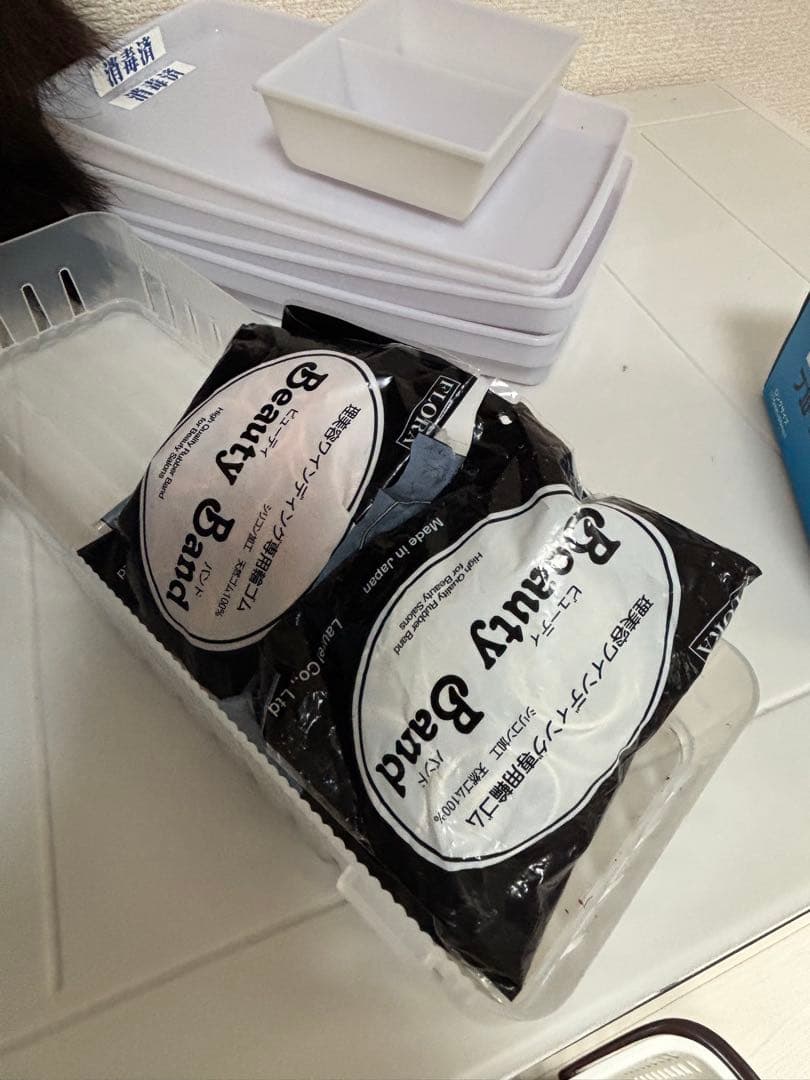 消毒済
消毒済
FLORA
理美容ワインディング専用輪ゴム
Beauty Band
ビューティ バンド
シリコン加工 天然ゴム100%
High Quality Rubber Band
for Beauty Salons
Made in Japan
Laurel Co., Ltd
FLORA
理美容ワインディング専用輪ゴム
Beauty Band
ビューティ バンド
シリコン加工 天然ゴム100%
High Quality Rubber Band
for Beauty Salons